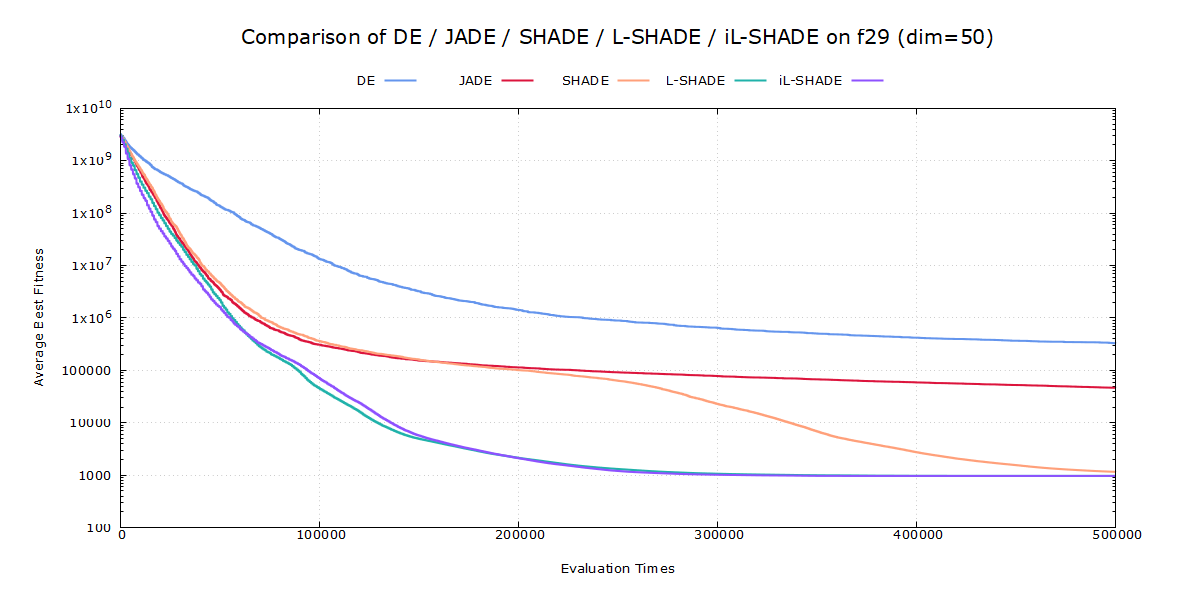 Comparison of DE / JADE / SHADE / L-SHADE / iL-SHADE on f29 (dim=50)
DE JADE SHADE L-SHADE iL-SHADE
1x10^10
1x10^9
1x10^8
1x10^7
1x10^6
100000
10000
1000
100
Average Best Fitness
0 100000 200000 300000 400000 500000
Evaluation Times